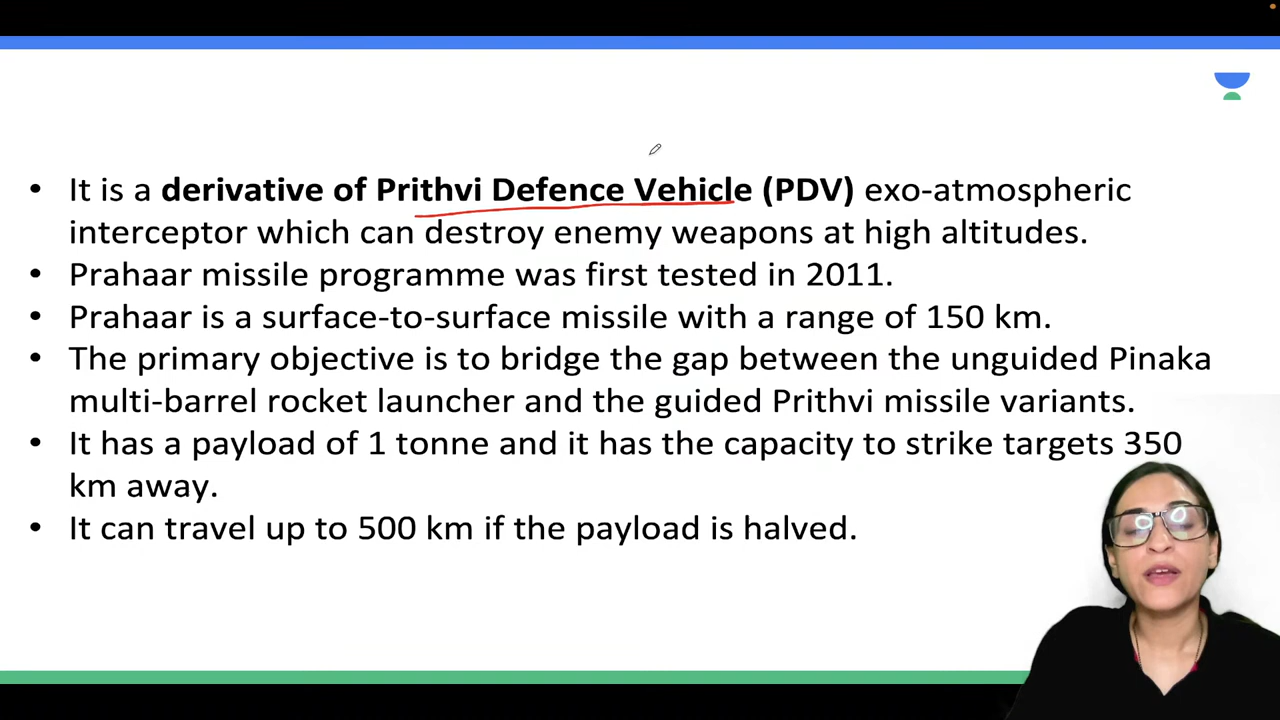 • It is a derivative of Prithvi Defence Vehicle (PDV) exo-atmospheric
interceptor which can destroy enemy weapons at high altitudes.
• Prahaar missile programme was first tested in 2011.
• Prahaar is a surface-to-surface missile with a range of 150 km.
• The primary objective is to bridge the gap between the unguided Pinaka
multi-barrel rocket launcher and the guided Prithvi missile variants.
• It has a payload of 1 tonne and it has the capacity to strike targets 350
km away.
• It can travel up to 500 km if the payload is halved.